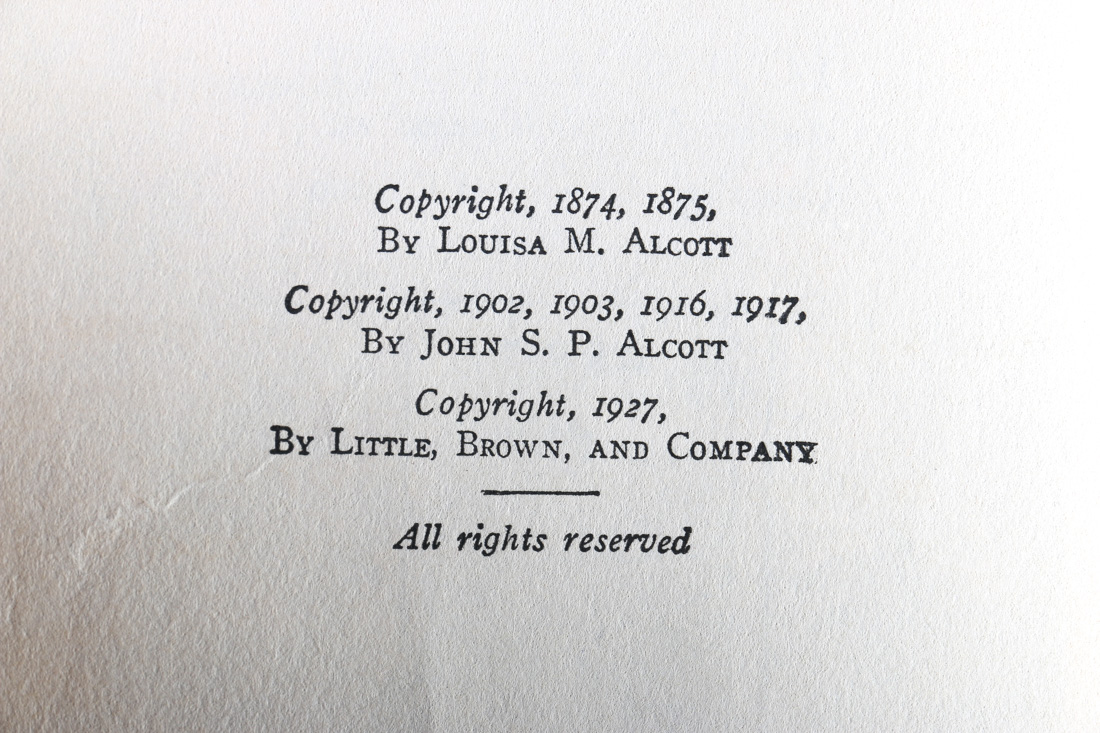 Copyright, 1874, 1875,
By Louisa M. Alcott
Copyright, 1902, 1903, 1916, 1917,
By John S. P. Alcott
Copyright, 1927,
By Little, Brown, and Company.
All rights reserved